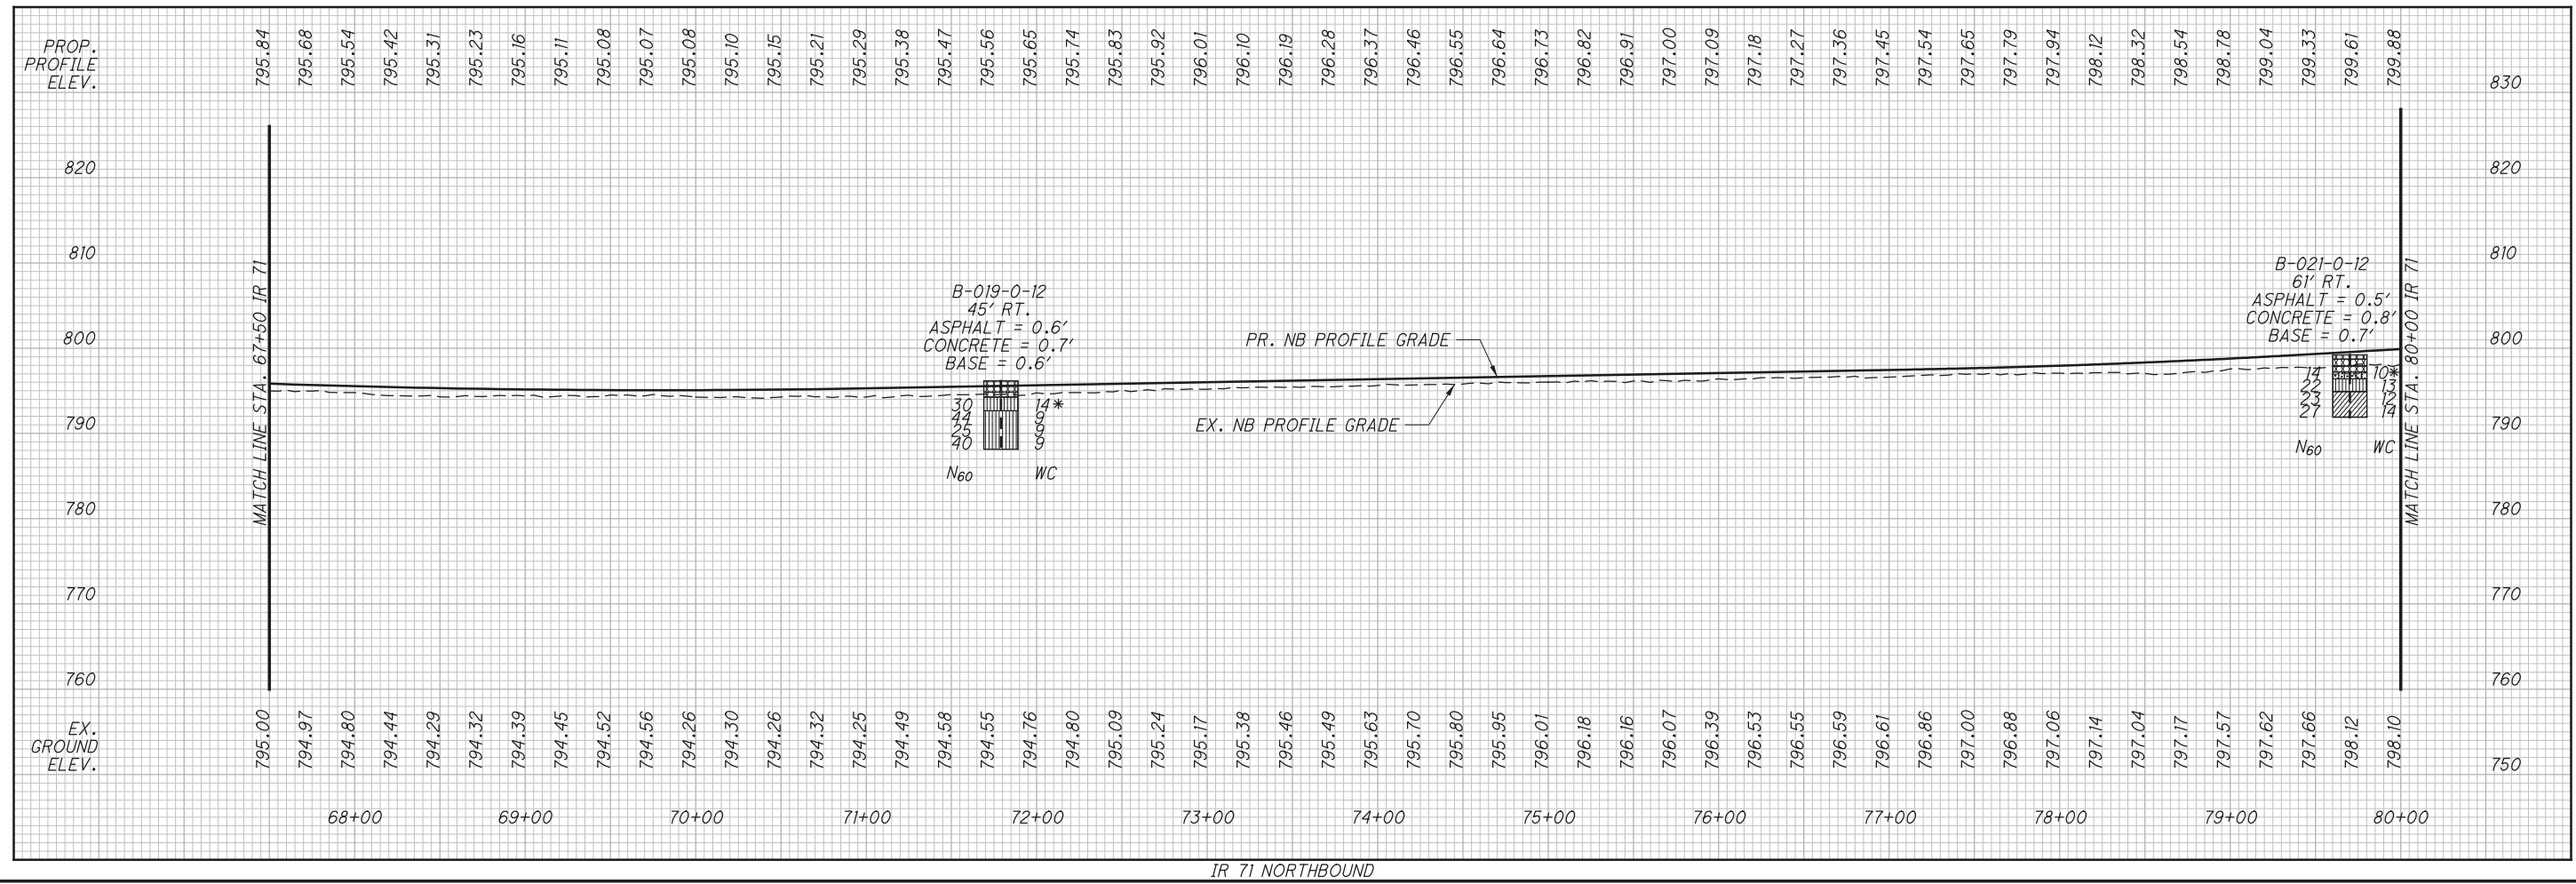 PROP.
PROFILE
ELEV.
795.84 795.68 795.54 795.42 795.31 795.23 795.16 795.11 795.08 795.07 795.08 795.10 795.15 795.21 795.29 795.38 795.47 795.56 795.65 795.74 795.83 795.92 796.01 796.10 796.19 796.28 796.37 796.46 796.55 796.64 796.73 796.82 796.91 797.00 797.09 797.18 797.27 797.36 797.45 797.54 797.65 797.79 797.94 798.12 798.32 798.54 798.78 799.04 799.33 799.61 799.88
830
820 820
810 810
800 800
790 790
780 780
770 770
760 760
750
MATCH LINE STA. 67+50 IR 71
B-019-0-12
45' RT.
ASPHALT = 0.6'
CONCRETE = 0.7'
BASE = 0.6'
30 14*
44 9
25 9
40 9
N60 WC
PR. NB PROFILE GRADE
EX. NB PROFILE GRADE
B-021-0-12
61' RT.
ASPHALT = 0.5'
CONCRETE = 0.8'
BASE = 0.7'
14 10*
22 13
23 12
27 14
N60 WC
MATCH LINE STA. 80+00 IR 71
EX.
GROUND
ELEV.
795.00 794.97 794.80 794.44 794.29 794.32 794.39 794.45 794.52 794.56 794.26 794.30 794.26 794.32 794.25 794.49 794.58 794.55 794.76 794.80 795.09 795.24 795.17 795.38 795.46 795.49 795.63 795.70 795.80 795.95 796.01 796.18 796.16 796.07 796.39 796.53 796.55 796.59 796.61 796.86 797.00 796.88 797.06 797.14 797.04 797.17 797.57 797.62 797.66 798.12 798.10
68+00 69+00 70+00 71+00 72+00 73+00 74+00 75+00 76+00 77+00 78+00 79+00 80+00
IR 71 NORTHBOUND